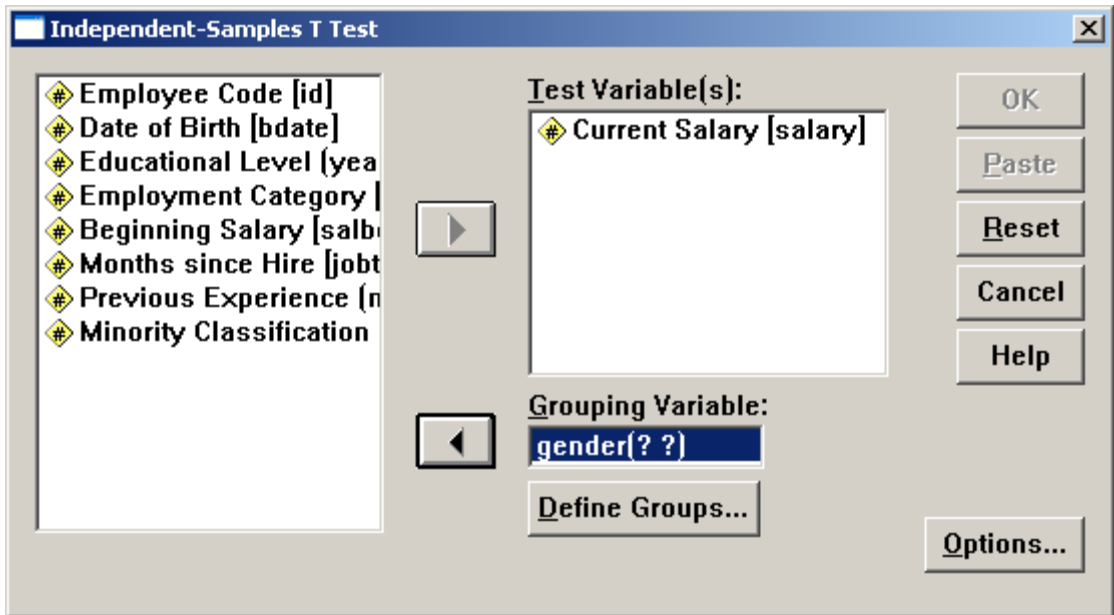 Independent-Samples T Test
# Employee Code [id]
# Date of Birth [bdate]
# Educational Level (yea
# Employment Category [
# Beginning Salary [salb
# Months since Hire [jobt
# Previous Experience (
# Minority Classification
Test Variable(s):
# Current Salary [salary]
Grouping Variable:
gender(? ?)
Define Groups...
OK
Paste
Reset
Cancel
Help
Options...